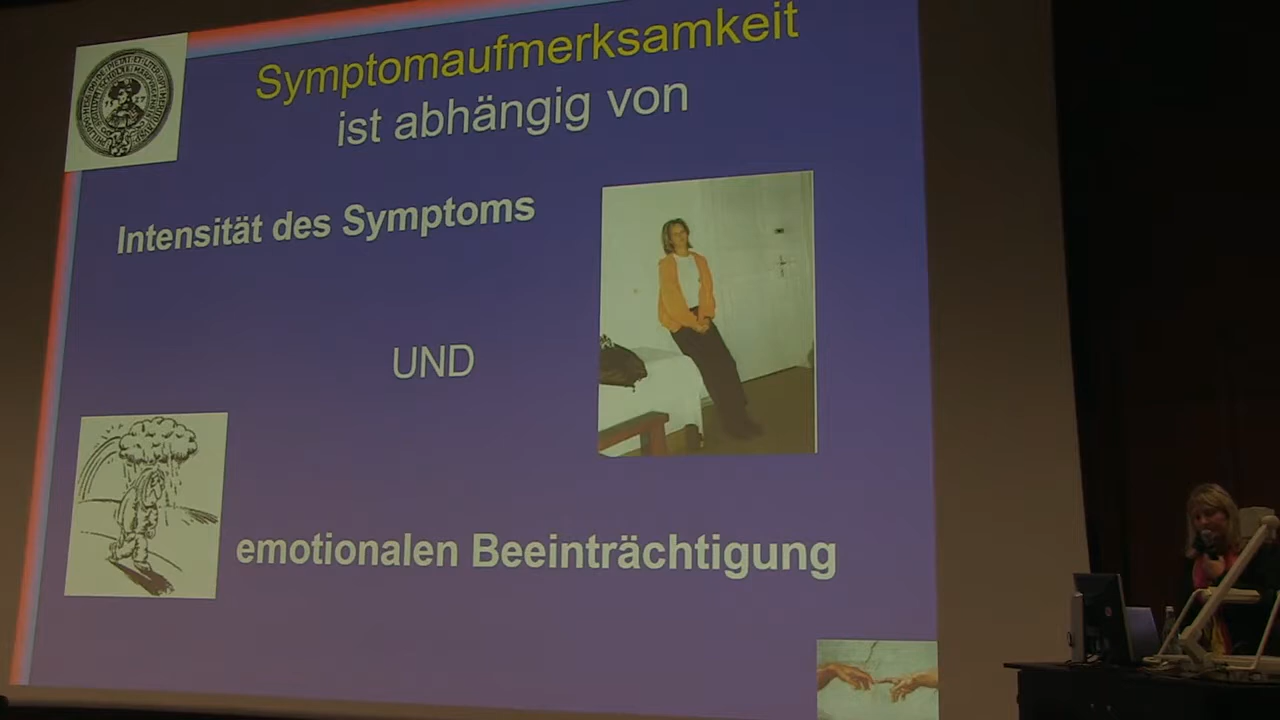 Symptomaufmerksamkeit
ist abhängig von
Intensität des Symptoms
UND
emotionalen Beeinträchtigung